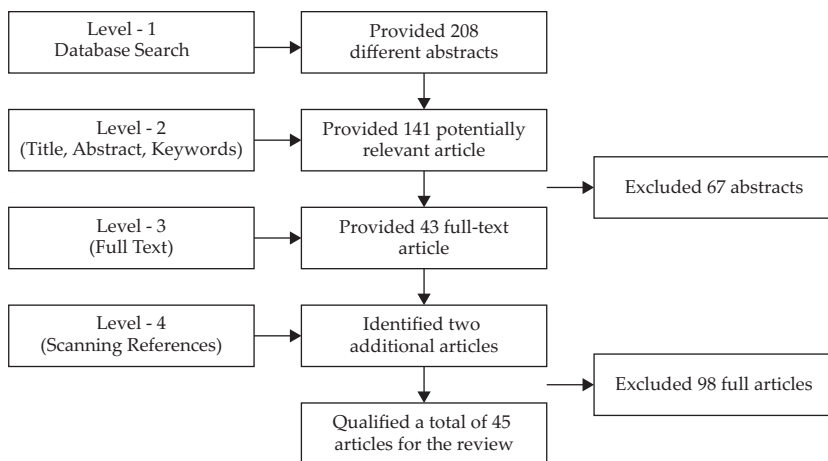 Level - 1
Database Search
Provided 208
different abstracts
Level - 2
(Title, Abstract, Keywords)
Provided 141 potentially
relevant article
Excluded 67 abstracts
Level - 3
(Full Text)
Provided 43 full-text
article
Level - 4
(Scanning References)
Identified two
additional articles
Excluded 98 full articles
Qualified a total of 45
articles for the review